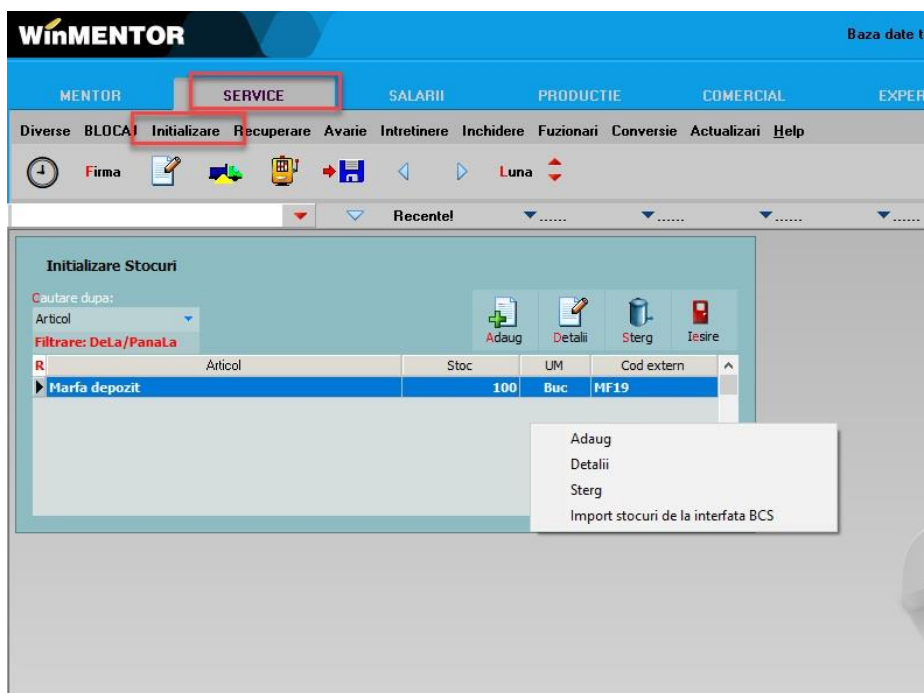 WinMENTOR
Baza date t
MENTOR SERVICE SALARII PRODUCTIE COMERCIAL EXPER
Diverse BLOCAJ Initializare Recuperare Avarie Intretinere Inchidere Fuzionari Conversie Actualizari Help
Firma Luna
Recente! ...... ...... ...... ......
Initializare Stocuri
Cautare dupa:
Articol
Filtrare: DeLa/PanaLa
Adaug Detalii Sterg Iesire
R Articol Stoc UM Cod extern
Marfa depozit 100 Buc MF19
Adaug
Detalii
Sterg
Import stocuri de la interfata BCS